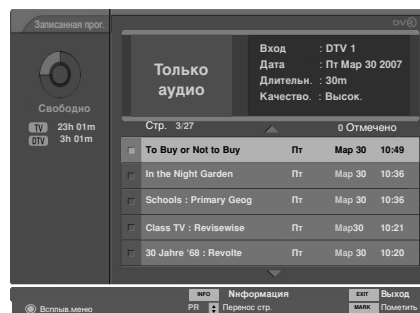 Записанная прог.
DVR
Только
аудио
Вход : DTV 1
Дата : Пт Мар 30 2007
Длительн. : 30m
Качество. : Высок.
Свободно
TV 23h 01m
DTV 3h 01m
Стр. 3/27
0 Отмечено
To Buy or Not to Buy Пт Мар 30 10:49
In the Night Garden Пт Мар 30 10:36
Schools : Primary Geog Пт Мар 30 10:36
Class TV : Revisewise Пт Мар30 10:21
30 Jahre ‘68 : Revolte Пт Мар 30 10:20
INFO Nнформация EXIT Выход
Всплыв.меню PR Перенос стр. MARK Пометить